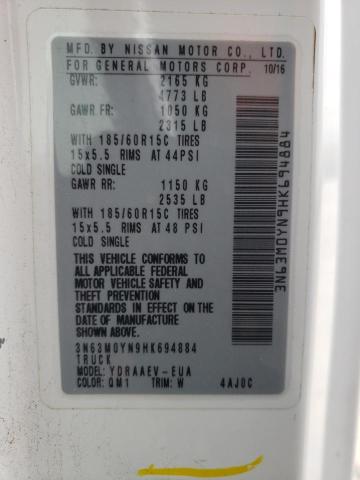 MFD. BY NISSAN MOTOR CO., LTD.
FOR GENERAL MOTORS CORP. 10/16
GVWR: 2165 KG
4773 LB
GAWR FR: 1050 KG
2315 LB
WITH 185/60R15C TIRES
15x5.5 RIMS AT 44PSI
COLD SINGLE
GAWR RR: 1150 KG
2535 LB
WITH 185/60R15C TIRES
15x5.5 RIMS AT 48 PSI
COLD SINGLE
THIS VEHICLE CONFORMS TO
ALL APPLICABLE FEDERAL
MOTOR VEHICLE SAFETY AND
THEFT PREVENTION
STANDARDS IN EFFECT ON
THE DATE OF MANUFACTURE
SHOWN ABOVE.
3N63M0YN9HK694884
TRUCK
MODEL: YDRAAEV-EUA
COLOR: QM1 TRIM: W 4AJ0C
3N63M0YN9HK694884